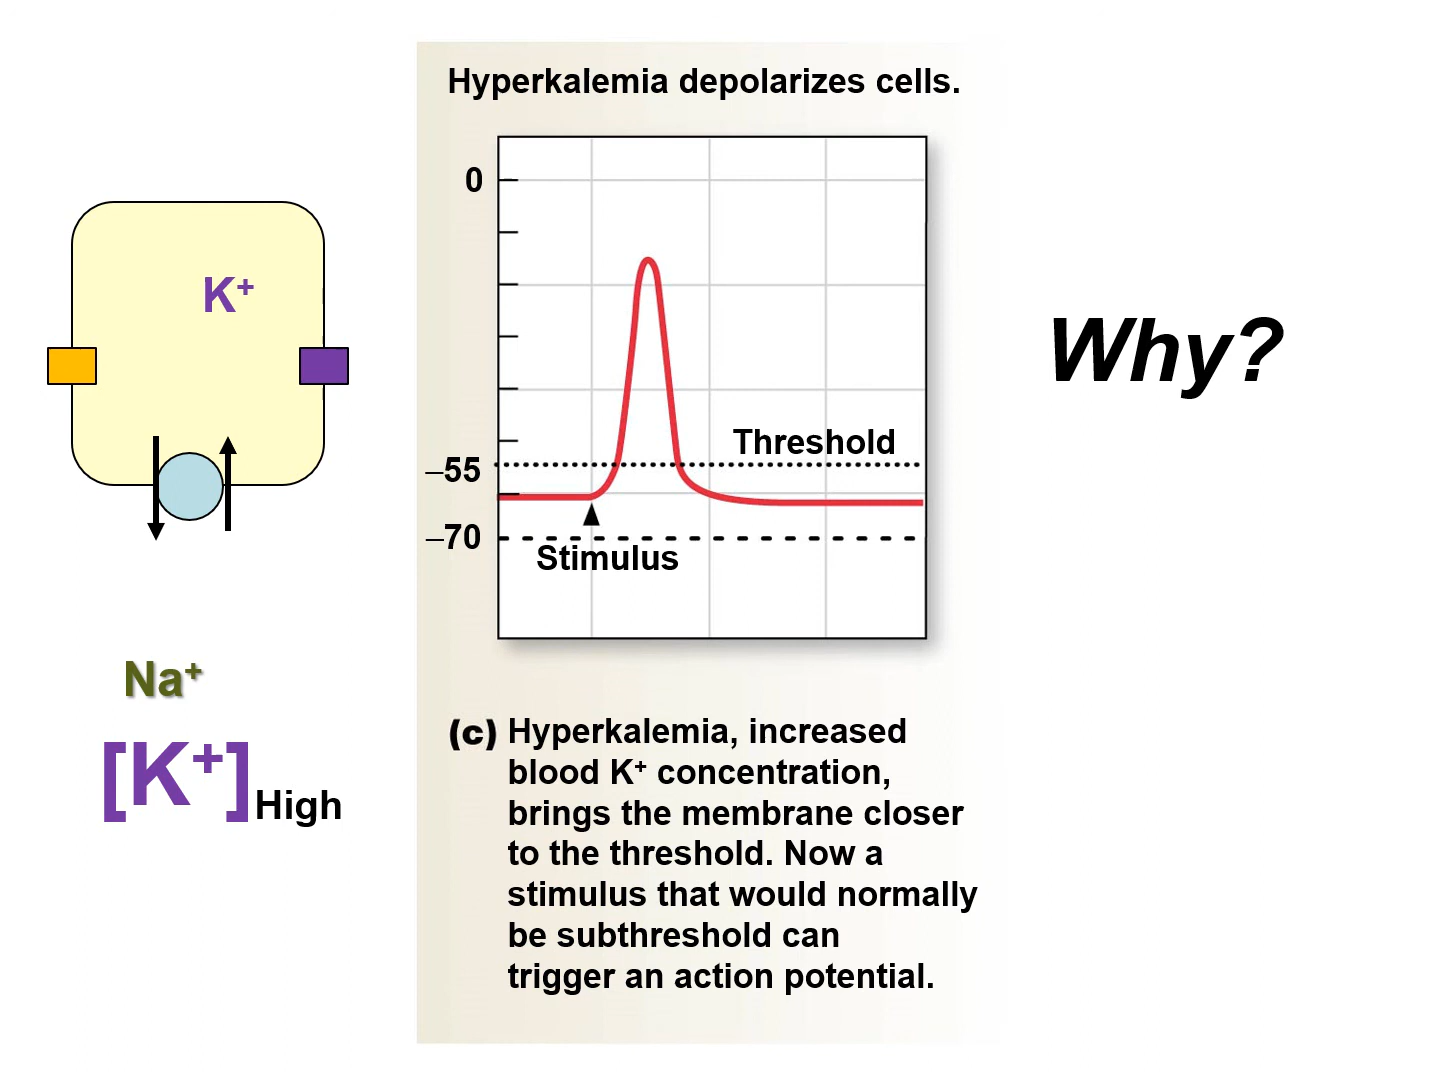 Hyperkalemia depolarizes cells.
0
Threshold
–55
–70
Stimulus
K+
Na+
[K+]High
Why?
(c) Hyperkalemia, increased
blood K+ concentration,
brings the membrane closer
to the threshold. Now a
stimulus that would normally
be subthreshold can
trigger an action potential.